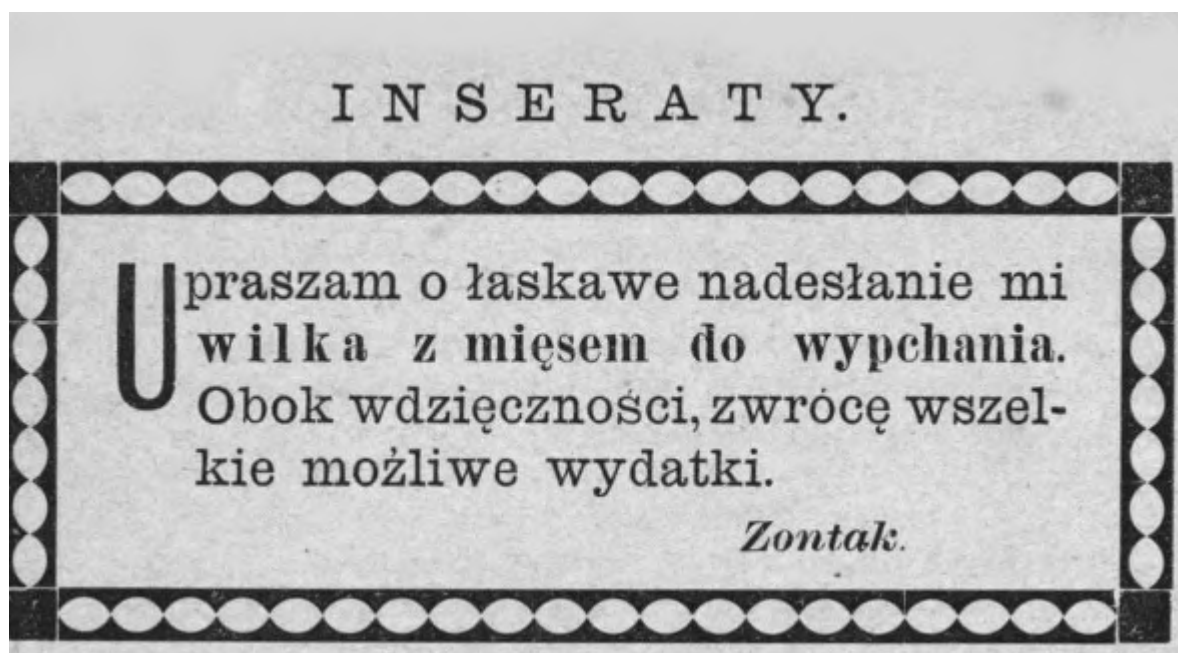 INSERATY.
Upraszam o łaskawe nadesłanie mi
wilka z mięsem do wypchania.
Obok wdzięczności, zwrócę wszel-
kie możliwe wydatki.
Zontak.